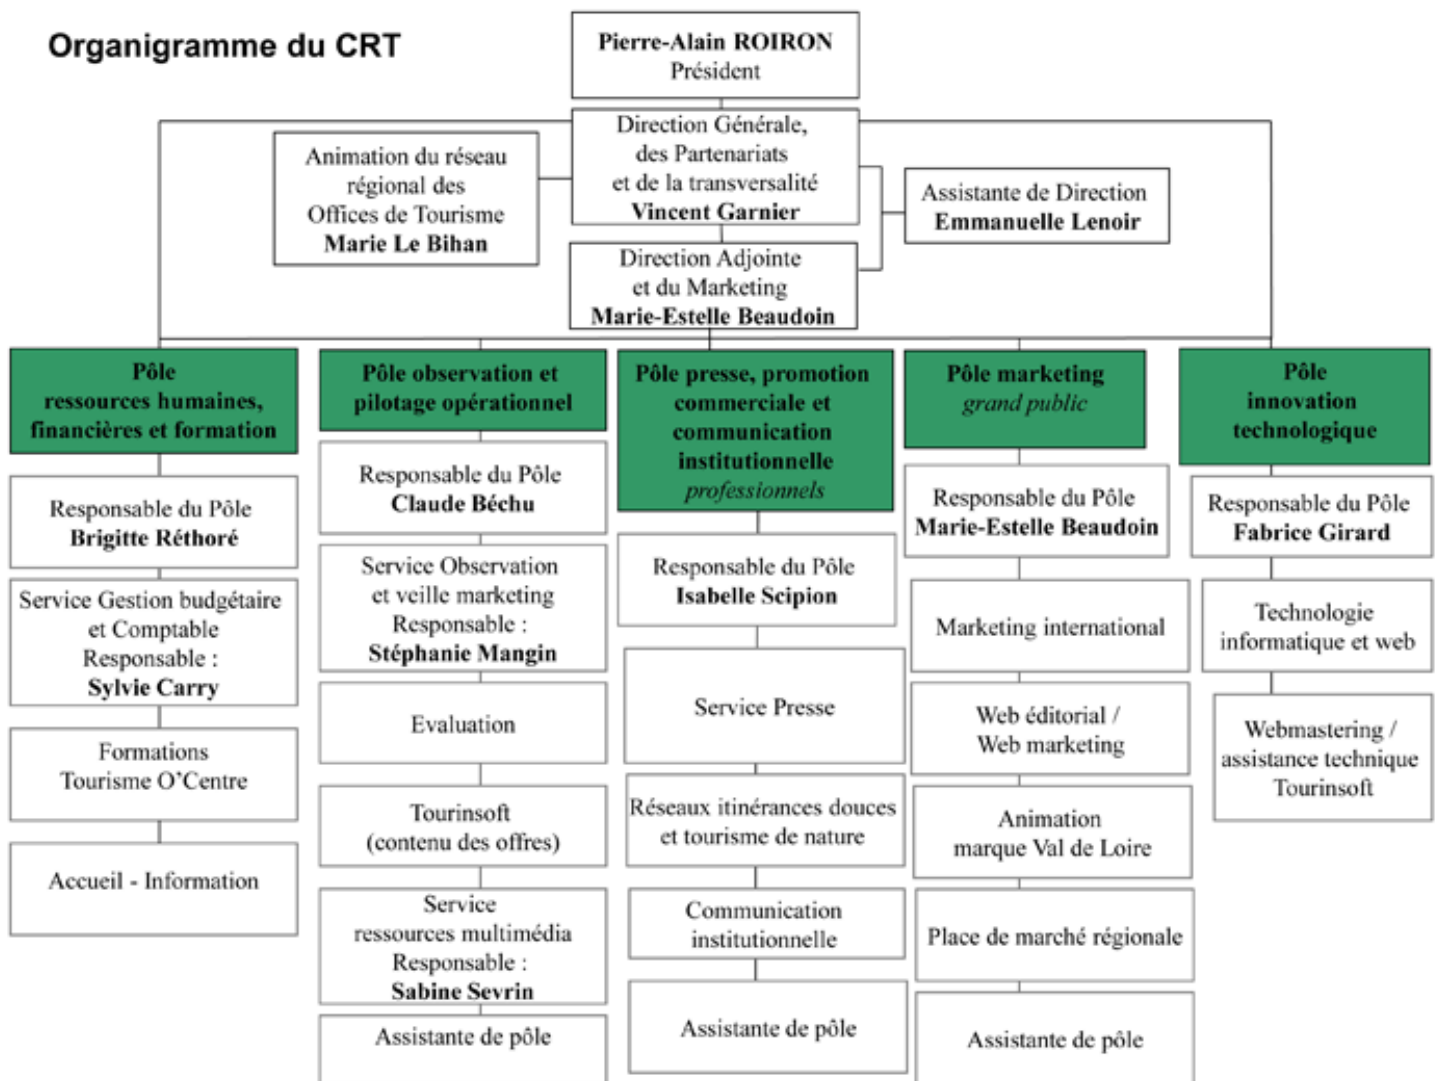 Organigramme du CRT
Pierre-Alain ROIRON
Président
Direction Générale,
des Partenariats
et de la transversalité
Vincent Garnier
Animation du réseau
régional des
Offices de Tourisme
Marie Le Bihan
Assistante de Direction
Emmanuelle Lenoir
Direction Adjointe
et du Marketing
Marie-Estelle Beaudoin
Pôle
ressources humaines,
financières et formation
Responsable du Pôle
Brigitte Réthoré
Service Gestion budgétaire
et Comptable
Responsable :
Sylvie Carry
Formations
Tourisme O'Centre
Accueil - Information
Pôle observation et
pilotage opérationnel
Responsable du Pôle
Claude Béchu
Service Observation
et veille marketing
Responsable :
Stéphanie Mangin
Evaluation
Tourinsoft
(contenu des offres)
Service
ressources multimédia
Responsable :
Sabine Sevrin
Assistante de pôle
Pôle presse, promotion
commerciale et
communication
institutionnelle
professionnels
Responsable du Pôle
Isabelle Scipion
Service Presse
Réseaux itinérances douces
et tourisme de nature
Communication
institutionnelle
Assistante de pôle
Pôle marketing
grand public
Responsable du Pôle
Marie-Estelle Beaudoin
Marketing international
Web éditorial /
Web marketing
Animation
marque Val de Loire
Place de marché régionale
Assistante de pôle
Pôle
innovation
technologique
Responsable du Pôle
Fabrice Girard
Technologie
informatique et web
Webmastering /
assistance technique
Tourinsoft